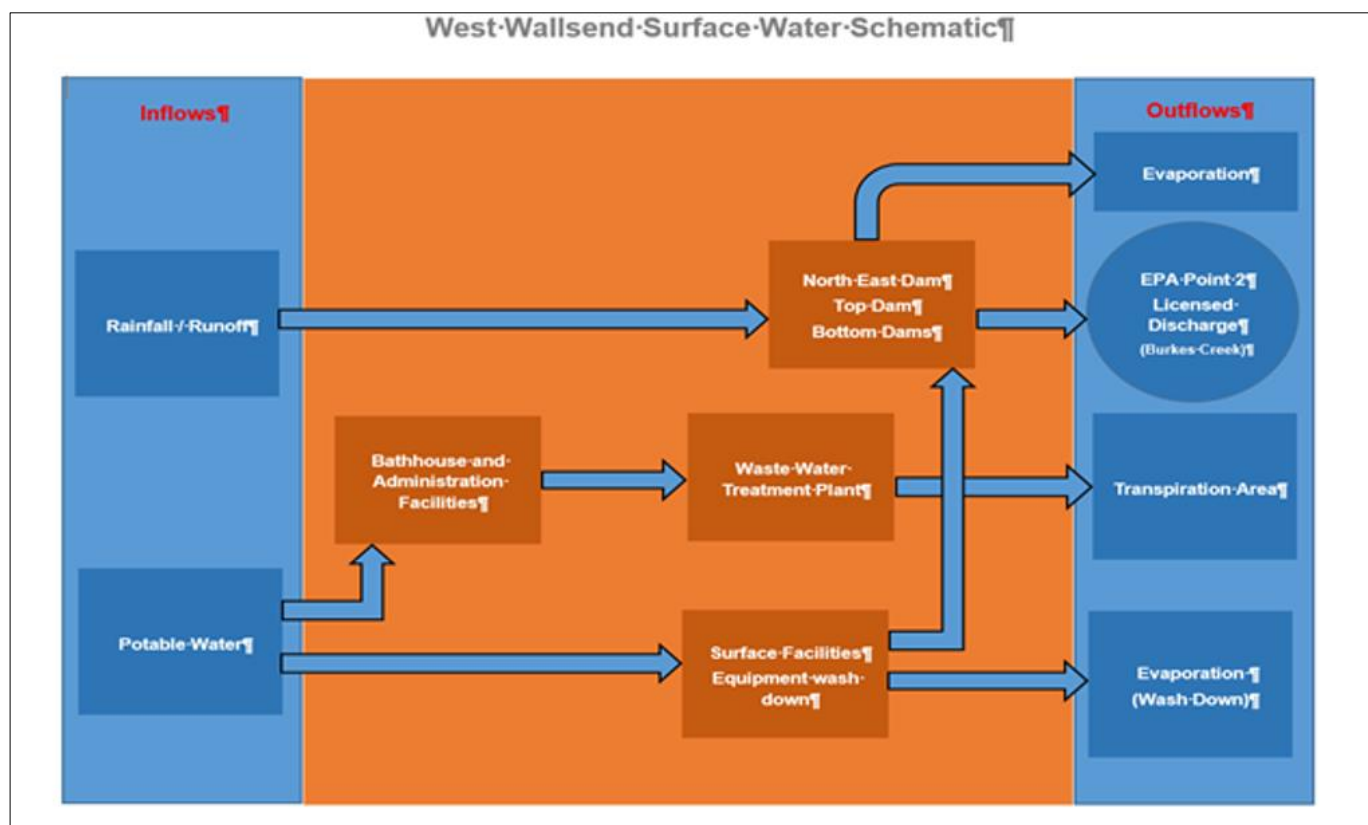 West·Wallsend·Surface·Water·Schematic¶
Inflows¶
Outflows¶
Evaporation¶
North·East·Dam¶
Top·Dam¶
Bottom·Dams¶
EPA·Point·2¶
Licensed·
Discharge¶
(Burkes·Creek)¶
Rainfall·/·Runoff¶
Bathhouse·and·
Administration·
Facilities¶
Waste·Water·
Treatment·Plant¶
Transpiration·Area¶
Potable·Water¶
Surface·Facilities¶
Equipment·wash·
down¶
Evaporation·¶
(Wash·Down)¶